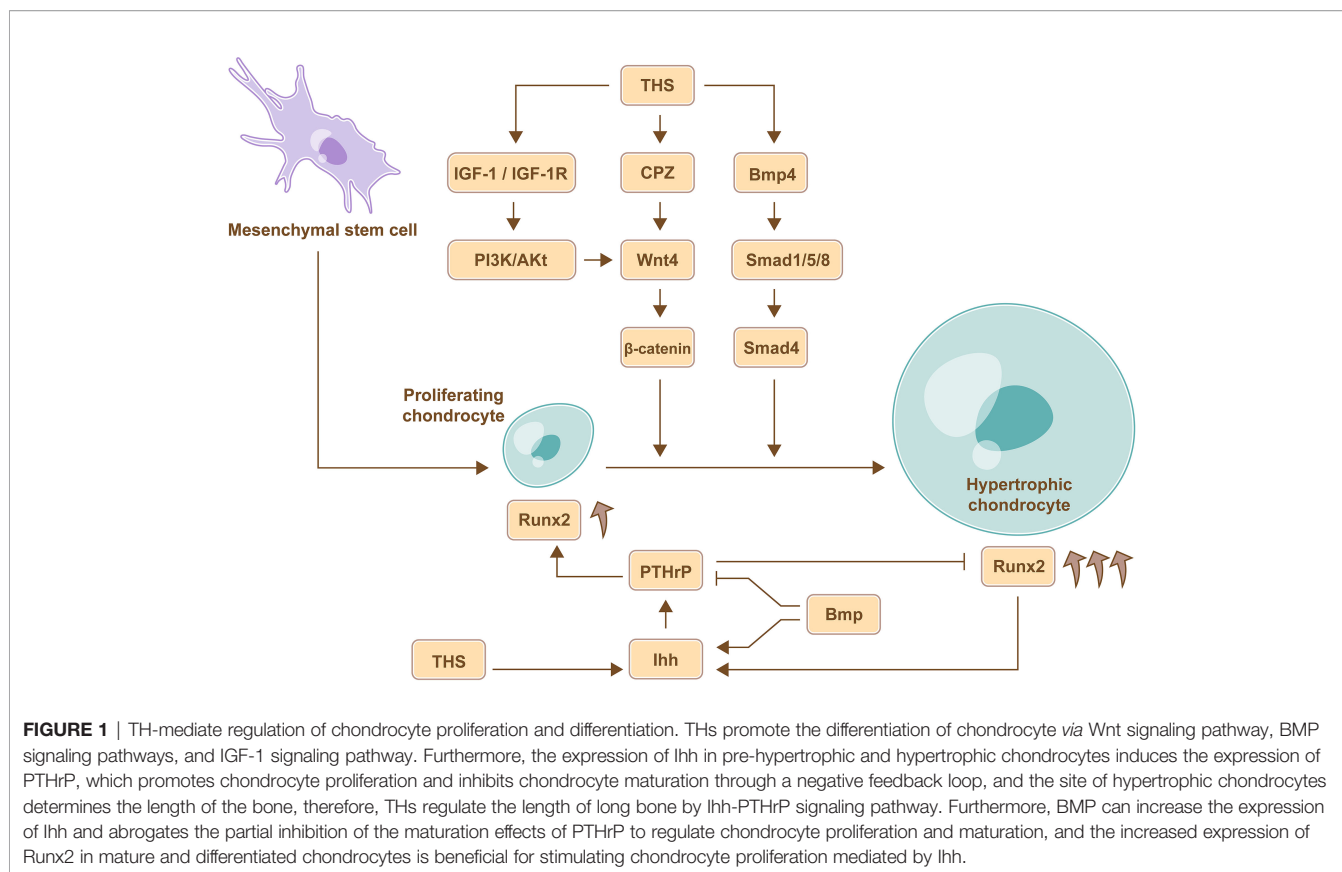 THS
IGF-1 / IGF-1R
CPZ
Bmp4
Mesenchymal stem cell
PI3K/AKt
Wnt4
Smad1/5/8
β-catenin
Smad4
Proliferating
chondrocyte
Hypertrophic
chondrocyte
Runx2
PTHrP
Runx2
Bmp
THS
Ihh
FIGURE 1 | TH-mediate regulation of chondrocyte proliferation and differentiation. THs promote the differentiation of chondrocyte via Wnt signaling pathway, BMP
signaling pathways, and IGF-1 signaling pathway. Furthermore, the expression of Ihh in pre-hypertrophic and hypertrophic chondrocytes induces the expression of
PTHrP, which promotes chondrocyte proliferation and inhibits chondrocyte maturation through a negative feedback loop, and the site of hypertrophic chondrocytes
determines the length of the bone, therefore, THs regulate the length of long bone by Ihh-PTHrP signaling pathway. Furthermore, BMP can increase the expression
of Ihh and abrogates the partial inhibition of the maturation effects of PTHrP to regulate chondrocyte proliferation and maturation, and the increased expression of
Runx2 in mature and differentiated chondrocytes is beneficial for stimulating chondrocyte proliferation mediated by Ihh.